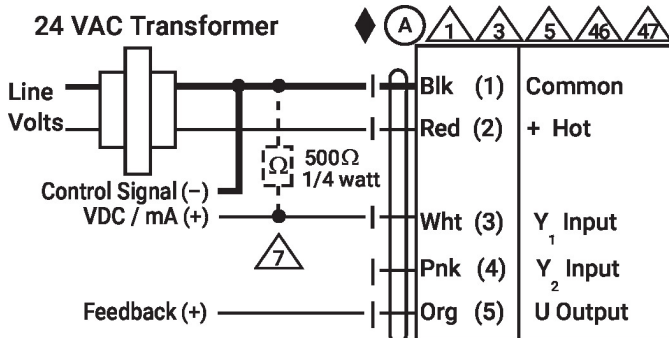 24 VAC Transformer
A 1 3 5 46 47
Line
Volts
Blk (1) Common
Red (2) + Hot
Ω 500Ω
1/4 watt
Control Signal (−)
VDC / mA (+)
Wht (3) Y1 Input
7
Pnk (4) Y2 Input
Feedback (+)
Org (5) U Output